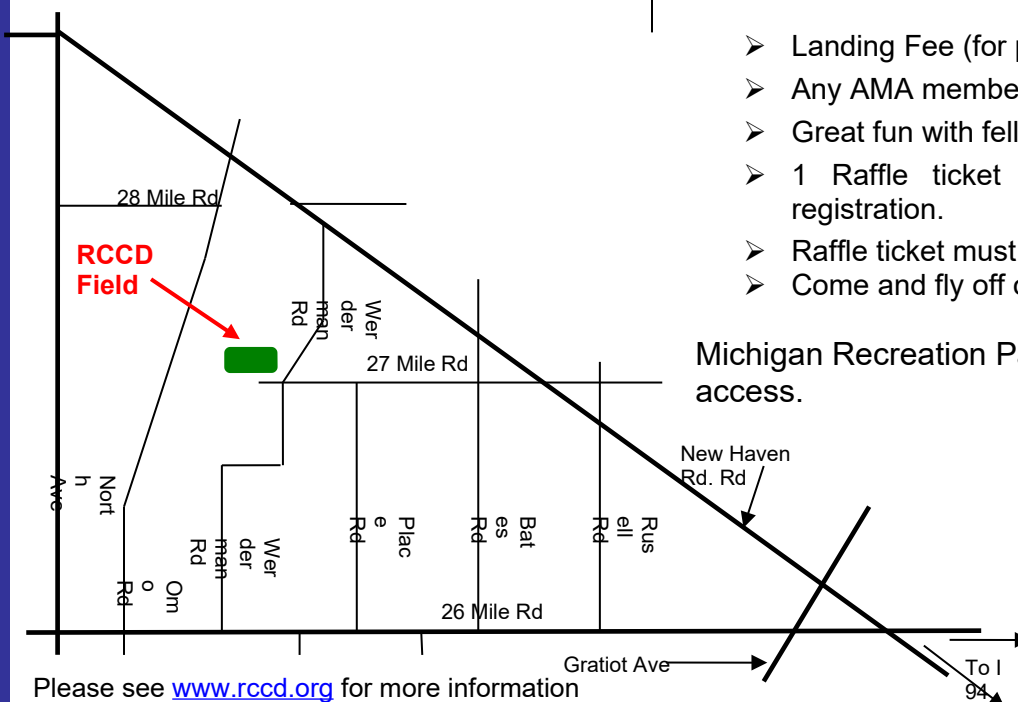 Landing Fee (for
Any AMA
Great fun with
1 Raffle ticket
registration.
Raffle ticket must
Come and fly off
Michigan Recreation
access.
28 Mile Rd
RCCD
Field
Wer
der
man
Rd
27 Mile Rd
New Haven
Rd. Rd
Nort
h
Ave
Om
o
Rd
Wer
der
man
Rd
Plac
e
Rd
Bat
es
Rd
Rus
ell
Rd
26 Mile Rd
Gratiot Ave
To I
94
Please see www.rccd.org for more information